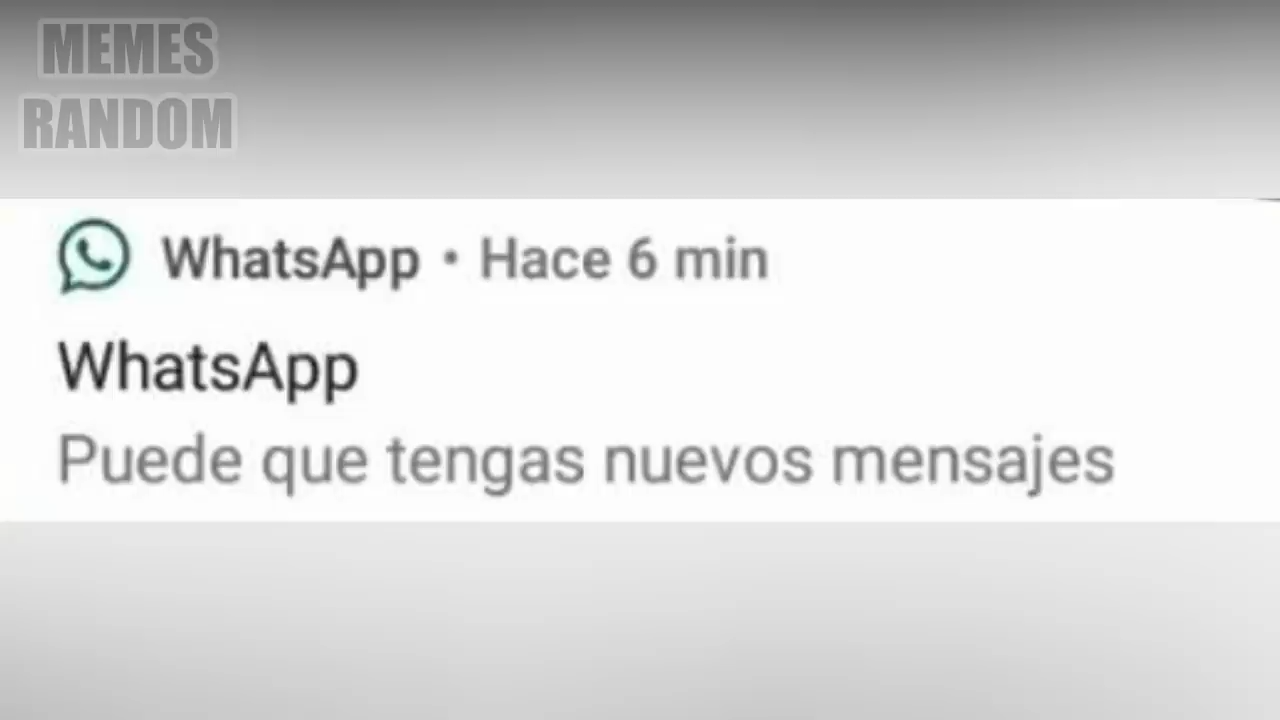 MEMES
RANDOM
WhatsApp • Hace 6 min
WhatsApp
Puede que tengas nuevos mensajes